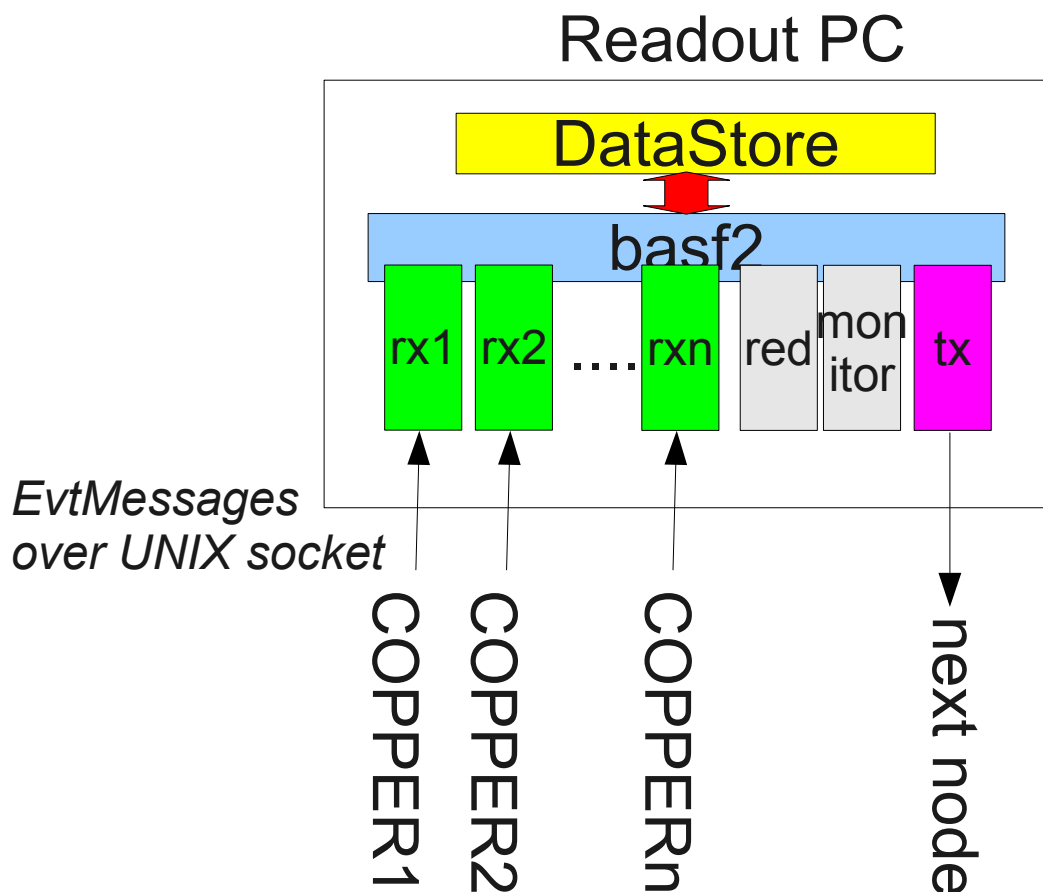 Readout PC
DataStore
basf2
rx1
rx2
....
rxn
red
mon
itor
tx
EvtMessages
over UNIX socket
COPPER1
COPPER2
COPPERn
next node